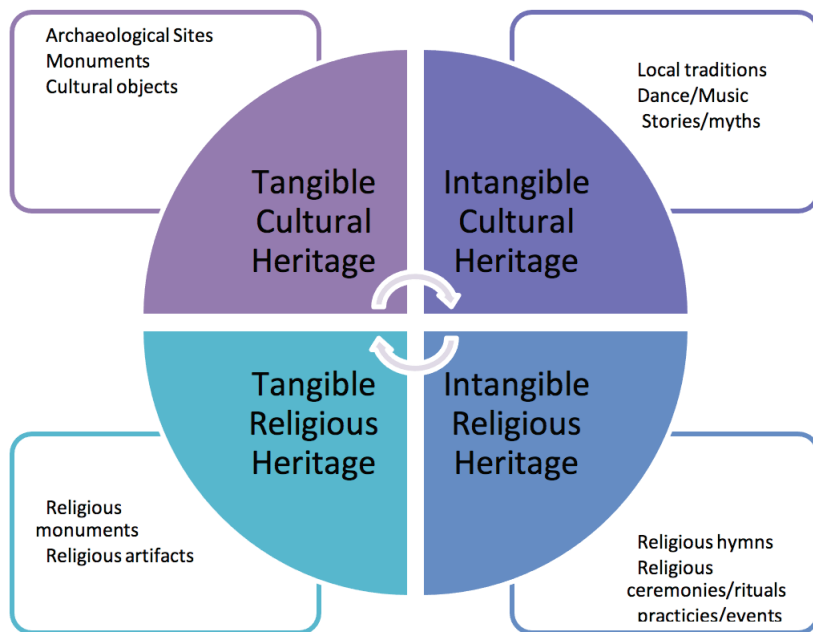 Archaeological Sites
Monuments
Cultural objects
Local traditions
Dance/Music
Stories/myths
Tangible
Cultural
Heritage
Intangible
Cultural
Heritage
Tangible
Religious
Heritage
Intangible
Religious
Heritage
Religious
monuments
Religious artifacts
Religious hymns
Religious
ceremonies/rituals
practicies/events